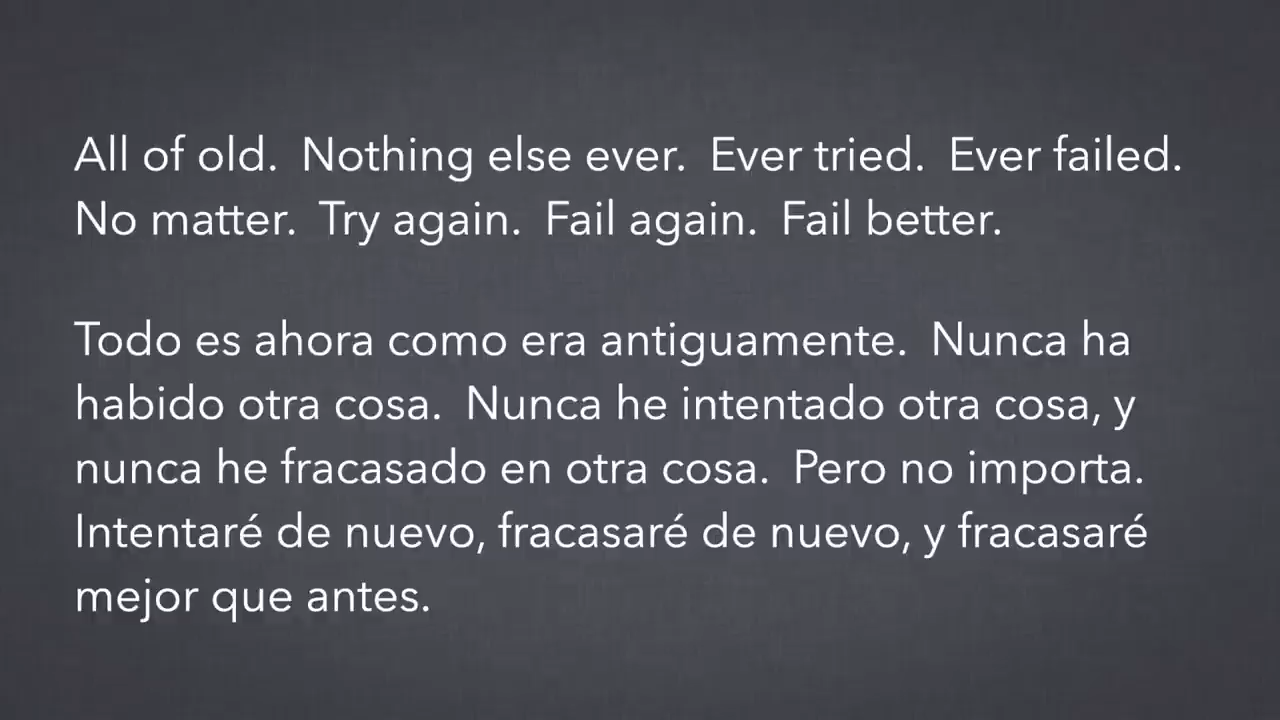 All of old.  Nothing else ever.  Ever tried.  Ever failed.
No matter.  Try again.  Fail again.  Fail better.
Todo es ahora como era antiguamente.  Nunca ha
habido otra cosa.  Nunca he intentado otra cosa, y
nunca he fracasado en otra cosa.  Pero no importa.
Intentaré de nuevo, fracasaré de nuevo, y fracasaré
mejor que antes.